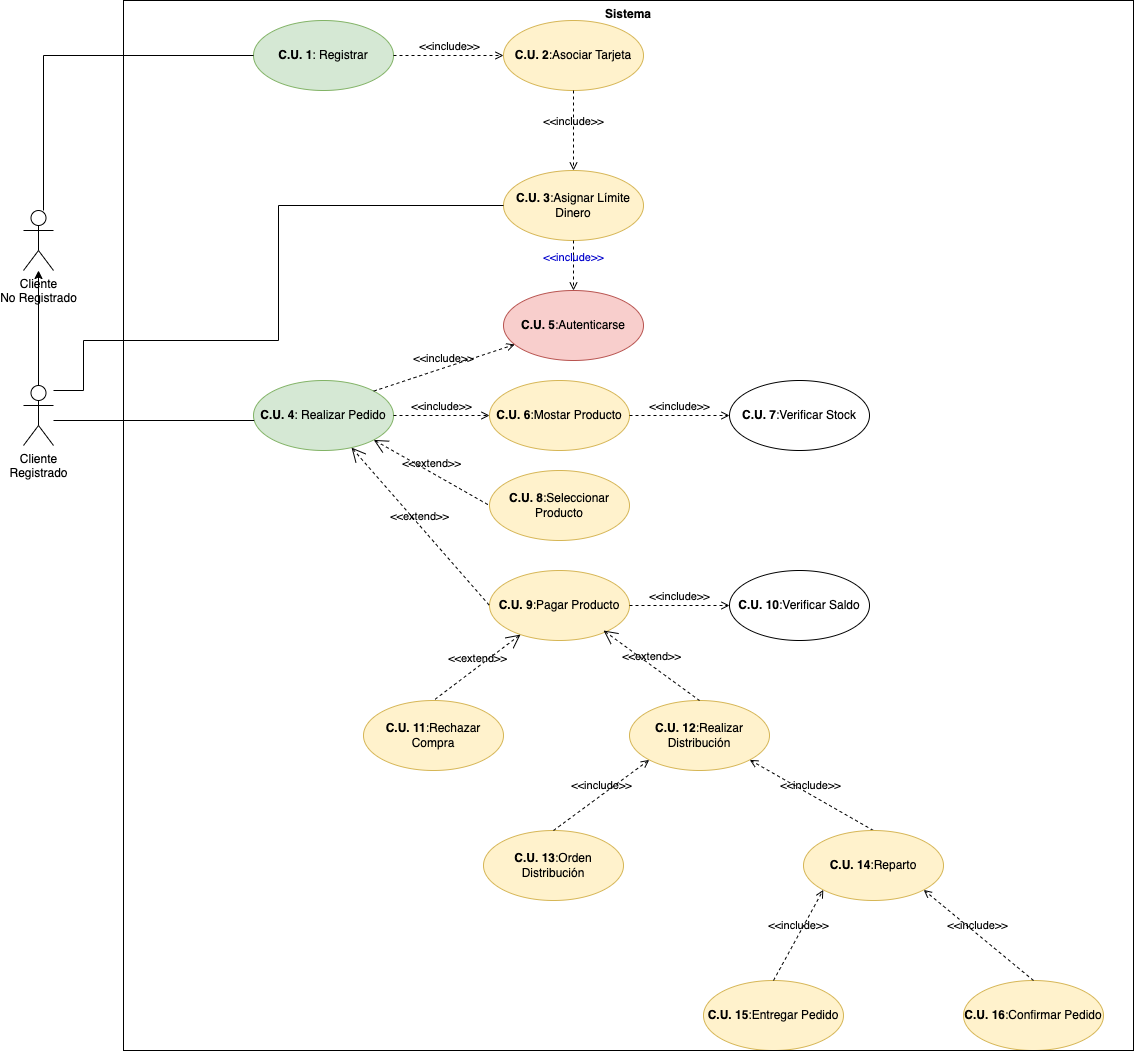 Sistema
C.U. 1: Registrar
<<include>>
C.U. 2:Asociar Tarjeta
<<include>>
C.U. 3:Asignar Límite
Dinero
<<include>>
Cliente
No Registrado
C.U. 5:Autenticarse
<<include>>
C.U. 4: Realizar Pedido
<<include>>
C.U. 6:Mostar Producto
<<include>>
C.U. 7:Verificar Stock
Cliente
Registrado
<<extend>>
C.U. 8:Seleccionar
Producto
<<extend>>
C.U. 9:Pagar Producto
<<include>>
C.U. 10:Verificar Saldo
<<extend>>
<<extend>>
C.U. 11:Rechazar
Compra
C.U. 12:Realizar
Distribución
<<include>>
<<include>>
C.U. 13:Orden
Distribución
C.U. 14:Reparto
<<include>>
<<include>>
C.U. 15:Entregar Pedido
C.U. 16:Confirmar Pedido